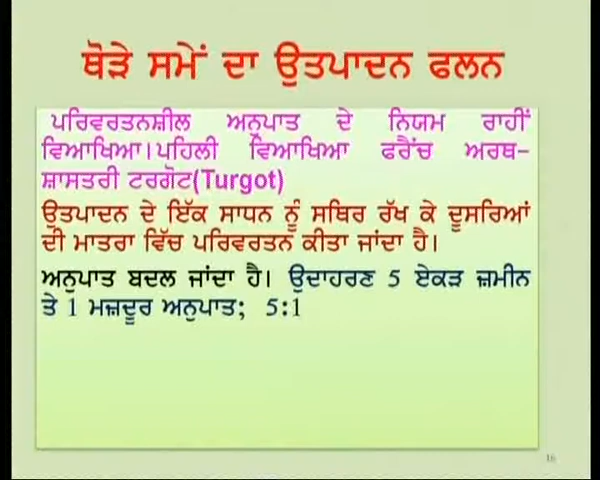 ਥੋੜੇ ਸਮੇਂ ਦਾ ਉਤਪਾਦਨ ਫਲਨ
ਪਰਿਵਰਤਨਸ਼ੀਲ ਅਨੁਪਾਤ ਦੇ ਨਿਯਮ ਰਾਹੀਂ
ਵਿਆਖਿਆ।ਪਹਿਲੀ ਵਿਆਖਿਆ ਫਰੈਂਚ ਅਰਥ-
ਸ਼ਾਸਤਰੀ ਟਰਗੋਟ(Turgot)
ਉਤਪਾਦਨ ਦੇ ਇੱਕ ਸਾਧਨ ਨੂੰ ਸਥਿਰ ਰੱਖ ਕੇ ਦੂਸਰਿਆਂ
ਦੀ ਮਾਤਰਾ ਵਿੱਚ ਪਰਿਵਰਤਨ ਕੀਤਾ ਜਾਂਦਾ ਹੈ।
ਅਨੁਪਾਤ ਬਦਲ ਜਾਂਦਾ ਹੈ। ਉਦਾਹਰਣ 5 ਏਕੜ ਜ਼ਮੀਨ
ਤੇ 1 ਮਜ਼ਦੂਰ ਅਨੁਪਾਤ; 5:1
16